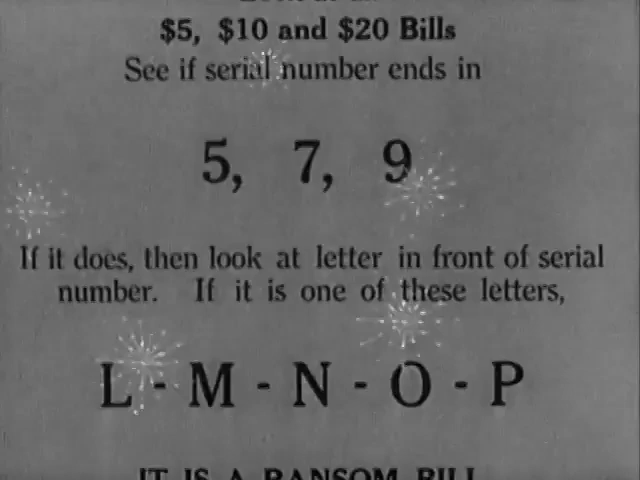 $5, $10 and $20 Bills
See if serial number ends in
5, 7, 9
If it does, then look at letter in front of serial
number. If it is one of these letters,
L - M - N - O - P
IT IS A RANSOM BILL